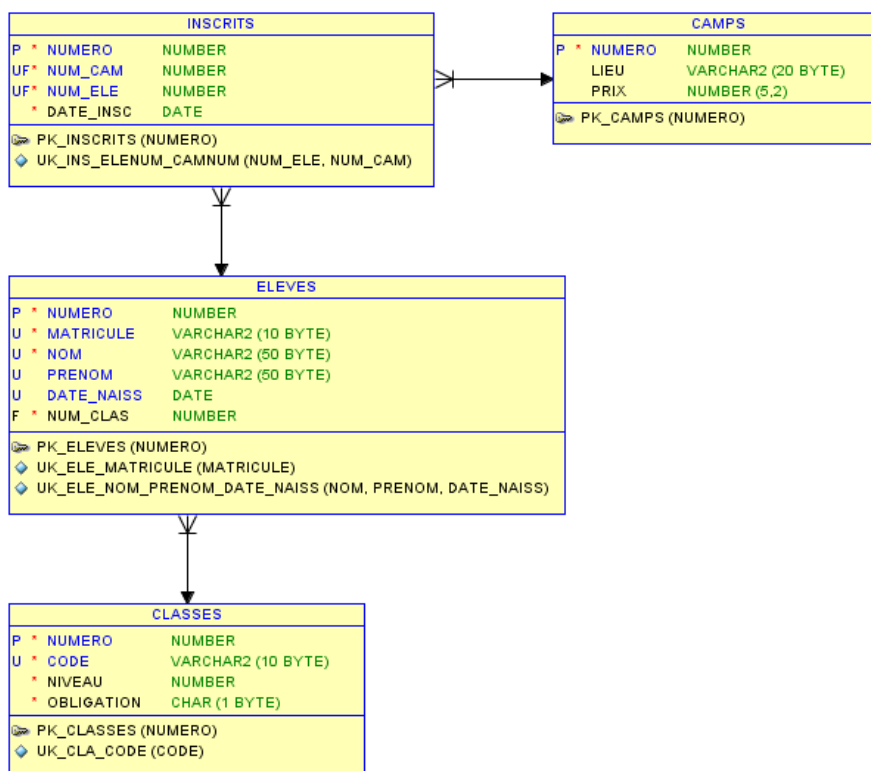 INSCRITS
P * NUMERO NUMBER
UF* NUM_CAM NUMBER
UF* NUM_ELE NUMBER
* DATE_INSC DATE
PK_INSCRITS (NUMERO)
UK_INS_ELENUM_CAMNUM (NUM_ELE, NUM_CAM)
CAMPS
P * NUMERO NUMBER
LIEU VARCHAR2 (20 BYTE)
PRIX NUMBER (5,2)
PK_CAMPS (NUMERO)
ELEVES
P * NUMERO NUMBER
U * MATRICULE VARCHAR2 (10 BYTE)
U * NOM VARCHAR2 (50 BYTE)
U PRENOM VARCHAR2 (50 BYTE)
U DATE_NAISS DATE
F * NUM_CLAS NUMBER
PK_ELEVES (NUMERO)
UK_ELE_MATRICULE (MATRICULE)
UK_ELE_NOM_PRENOM_DATE_NAISS (NOM, PRENOM, DATE_NAISS)
CLASSES
P * NUMERO NUMBER
U * CODE VARCHAR2 (10 BYTE)
* NIVEAU NUMBER
* OBLIGATION CHAR (1 BYTE)
PK_CLASSES (NUMERO)
UK_CLA_CODE (CODE)